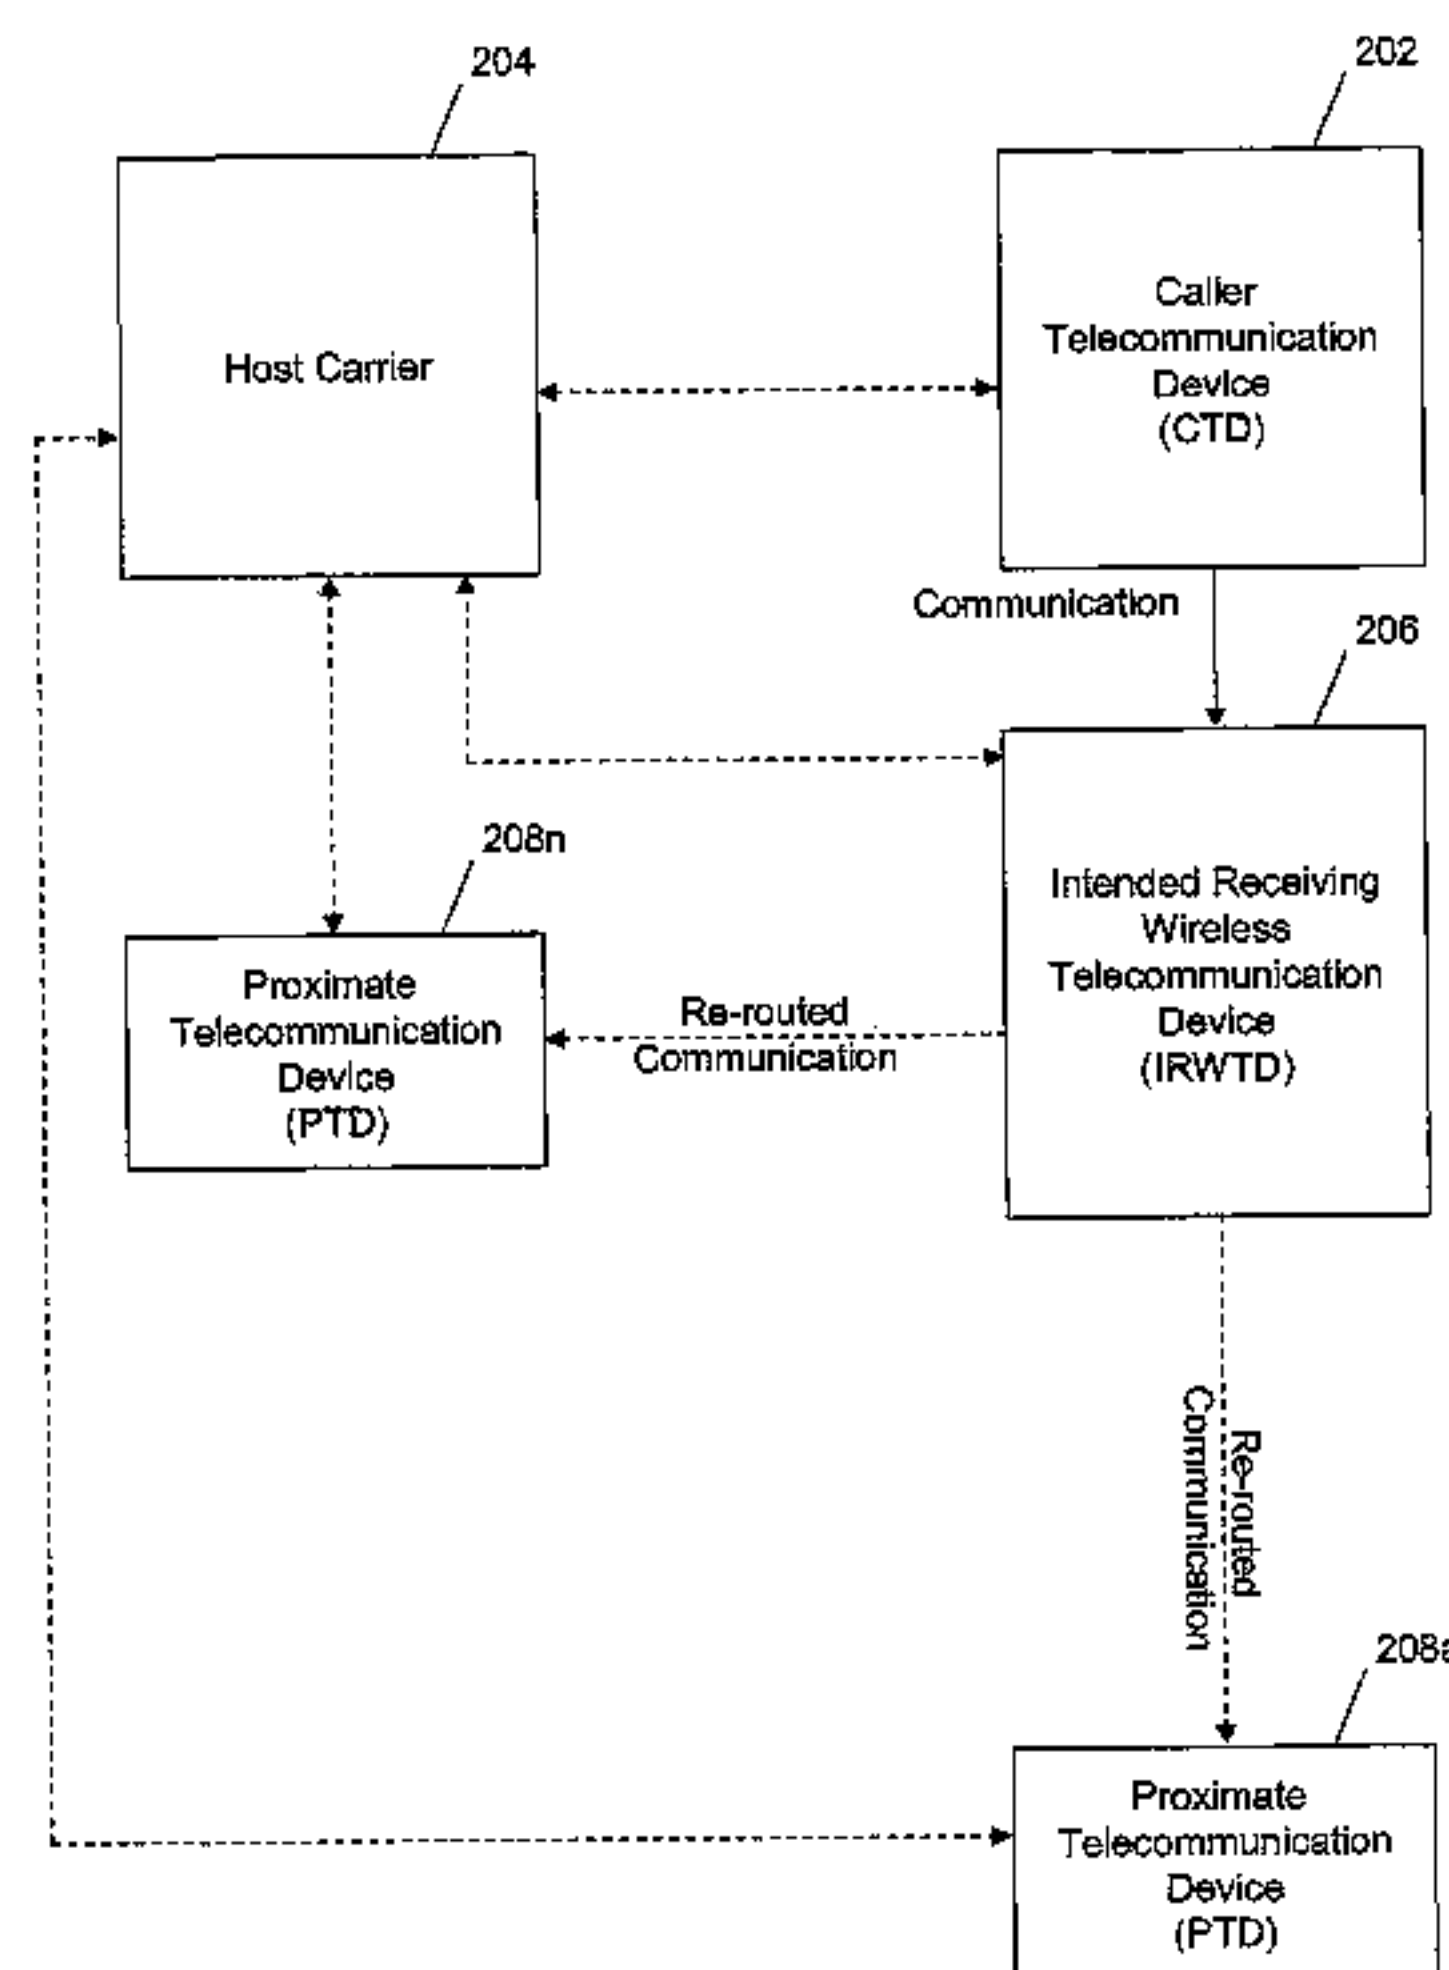 204
202
Host Carrier
Caller
Telecommunication
Device
(CTD)
Communication
206
208n
Intended Receiving
Wireless
Telecommunication
Device
(IRWTD)
Proximate
Telecommunication
Device
(PTD)
Re-routed
Communication
Re-routed
Communication
208a
Proximate
Telecommunication
Device
(PTD)